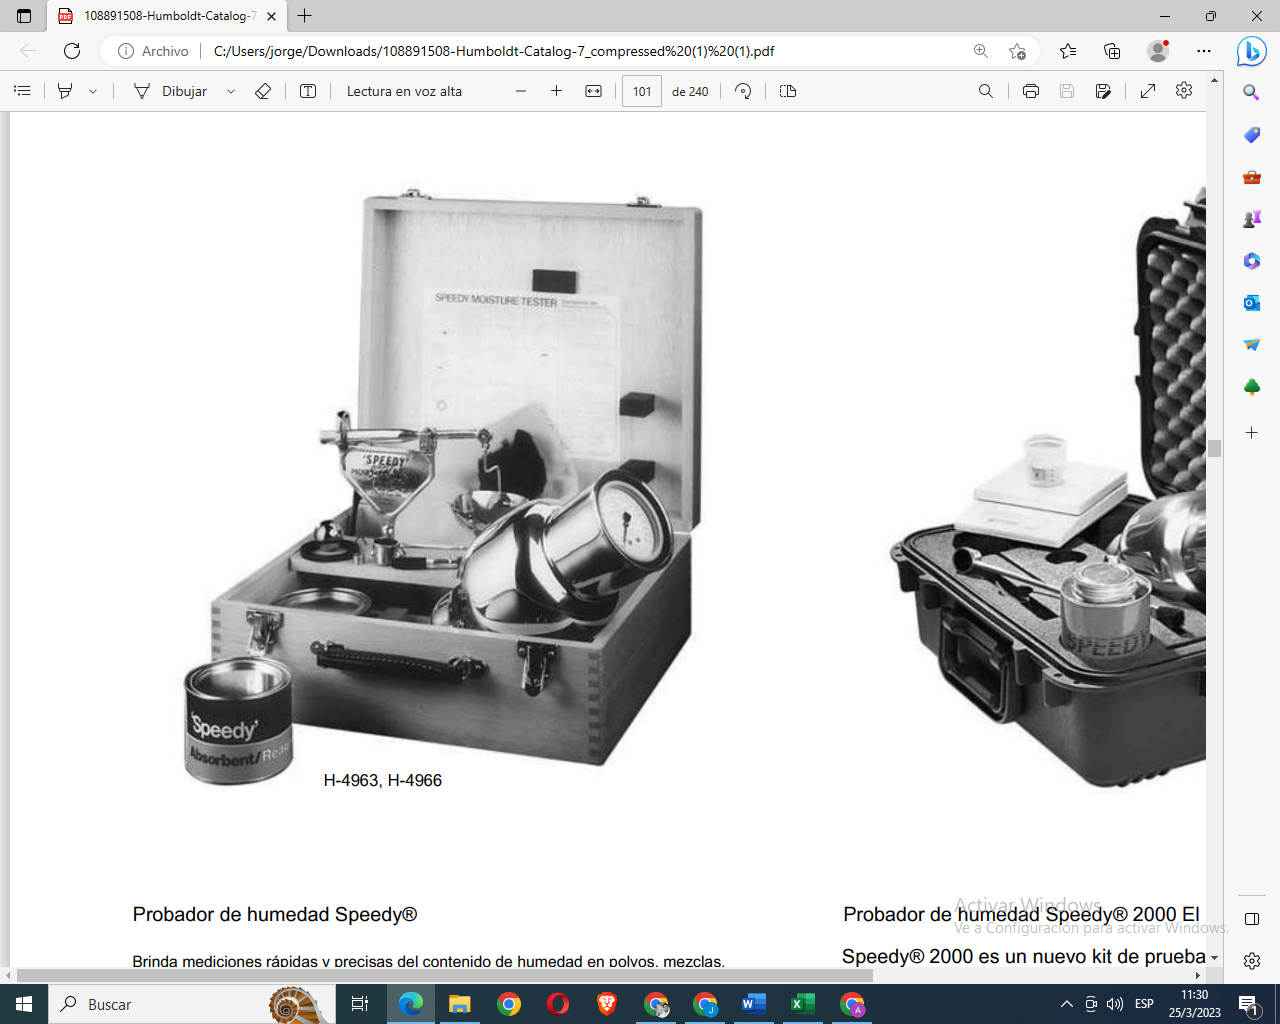 108891508-Humboldt-Catalog-7
Archivo
C:/Users/jorge/Downloads/108891508-Humboldt-Catalog-7_compressed%20(1)%20(1).pdf
Dibujar
Lectura en voz alta
101
de 240
SPEEDY MOISTURE TESTER
'SPEEDY'
SPEEDY
'Speedy'
Absorbent/ Reag
H-4963, H-4966
Probador de humedad Speedy®
Brinda mediciones rápidas y precisas del contenido de humedad en polvos, mezclas,
Probador de humedad Speedy® 2000 El
Speedy® 2000 es un nuevo kit de prueba
Activar Windows
Ve a Configuración para activar Windows.
Buscar
ESP
11:30
25/3/2023
1